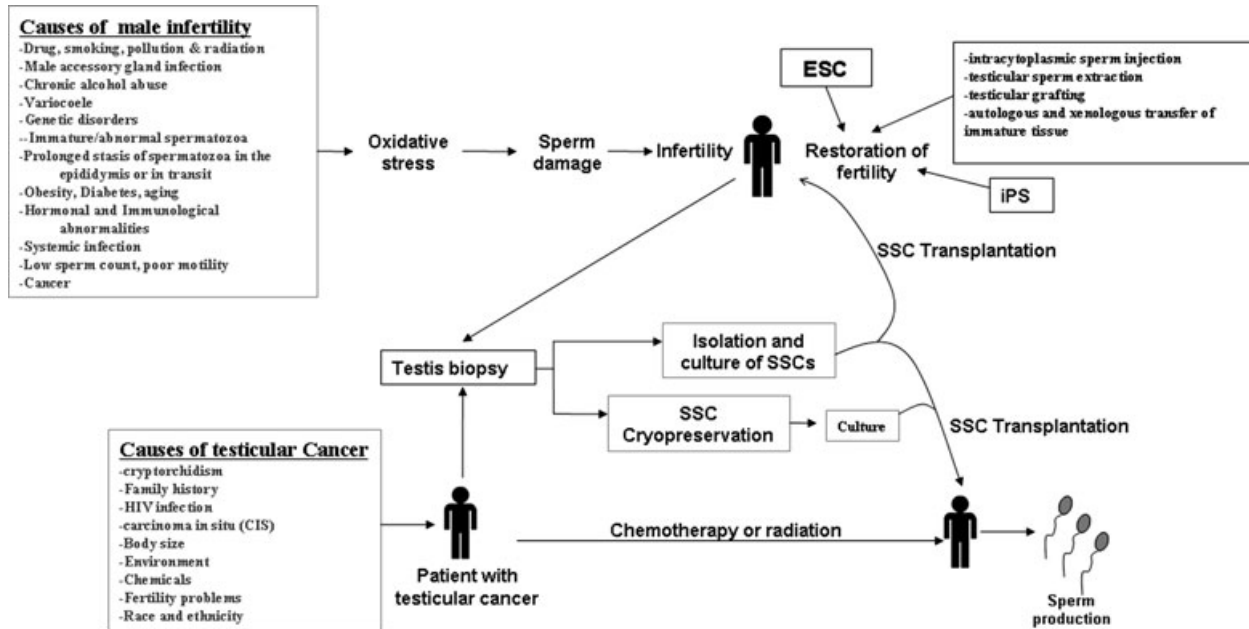 Causes of male infertility
-Drug, smoking, pollution & radiation
-Male accessory gland infection
-Chronic alcohol abuse
-Variocoele
-Genetic disorders
--Immature/abnormal spermatozoa
-Prolonged stasis of spermatozoa in the
epididymis or in transit
-Obesity, Diabetes, aging
-Hormonal and Immunological
abnormalities
-Systemic infection
-Low sperm count, poor motility
-Cancer
Oxidative
stress
Sperm
damage
Infertility
ESC
Restoration of
fertility
-intracytoplasmic sperm injection
-testicular sperm extraction
-testicular grafting
-autologous and xenologous transfer of
immature tissue
iPS
SSC Transplantation
Testis biopsy
Isolation and
culture of SSCs
SSC
Cryopreservation
Culture
SSC Transplantation
Causes of testicular Cancer
-cryptorchidism
-Family history
-HIV infection
-carcinoma in situ (CIS)
-Body size
-Environment
-Chemicals
-Fertility problems
-Race and ethnicity
Patient with
testicular cancer
Chemotherapy or radiation
Sperm
production